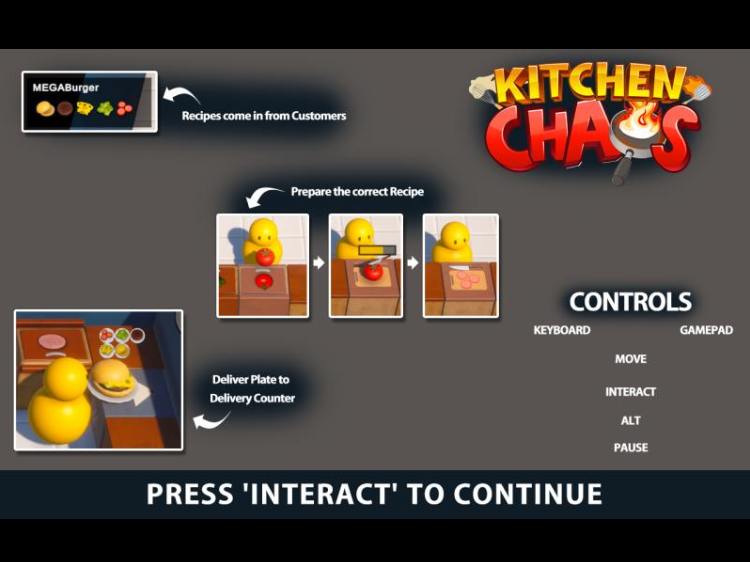 MEGABurger
Recipes come in from Customers
KITCHEN
CHAOS
Prepare the correct Recipe
Deliver Plate to
Delivery Counter
CONTROLS
KEYBOARD
GAMEPAD
MOVE
INTERACT
ALT
PAUSE
PRESS 'INTERACT' TO CONTINUE